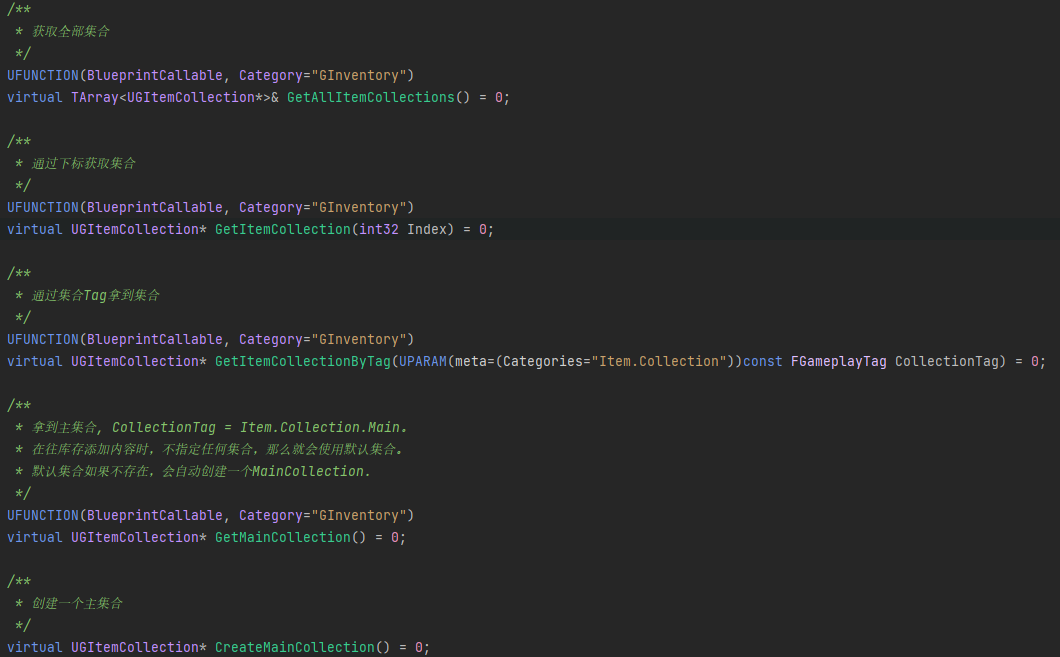 /**
 * 获取全部集合
 */
UFUNCTION(BlueprintCallable, Category="GInventory")
virtual TArray<UGItemCollection*>& GetAllItemCollections() = 0;
/**
 * 通过下标获取集合
 */
UFUNCTION(BlueprintCallable, Category="GInventory")
virtual UGItemCollection* GetItemCollection(int32 Index) = 0;
/**
 * 通过集合Tag拿到集合
 */
UFUNCTION(BlueprintCallable, Category="GInventory")
virtual UGItemCollection* GetItemCollectionByTag(UPARAM(meta=(Categories="Item.Collection"))const FGameplayTag CollectionTag) = 0;
/**
 * 拿到主集合, CollectionTag = Item.Collection.Main.
 * 在往库存添加内容时，不指定任何集合，那么就会使用默认集合。
 * 默认集合如果不存在，会自动创建一个MainCollection.
 */
UFUNCTION(BlueprintCallable, Category="GInventory")
virtual UGItemCollection* GetMainCollection() = 0;
/**
 * 创建一个主集合
 */
virtual UGItemCollection* CreateMainCollection() = 0;